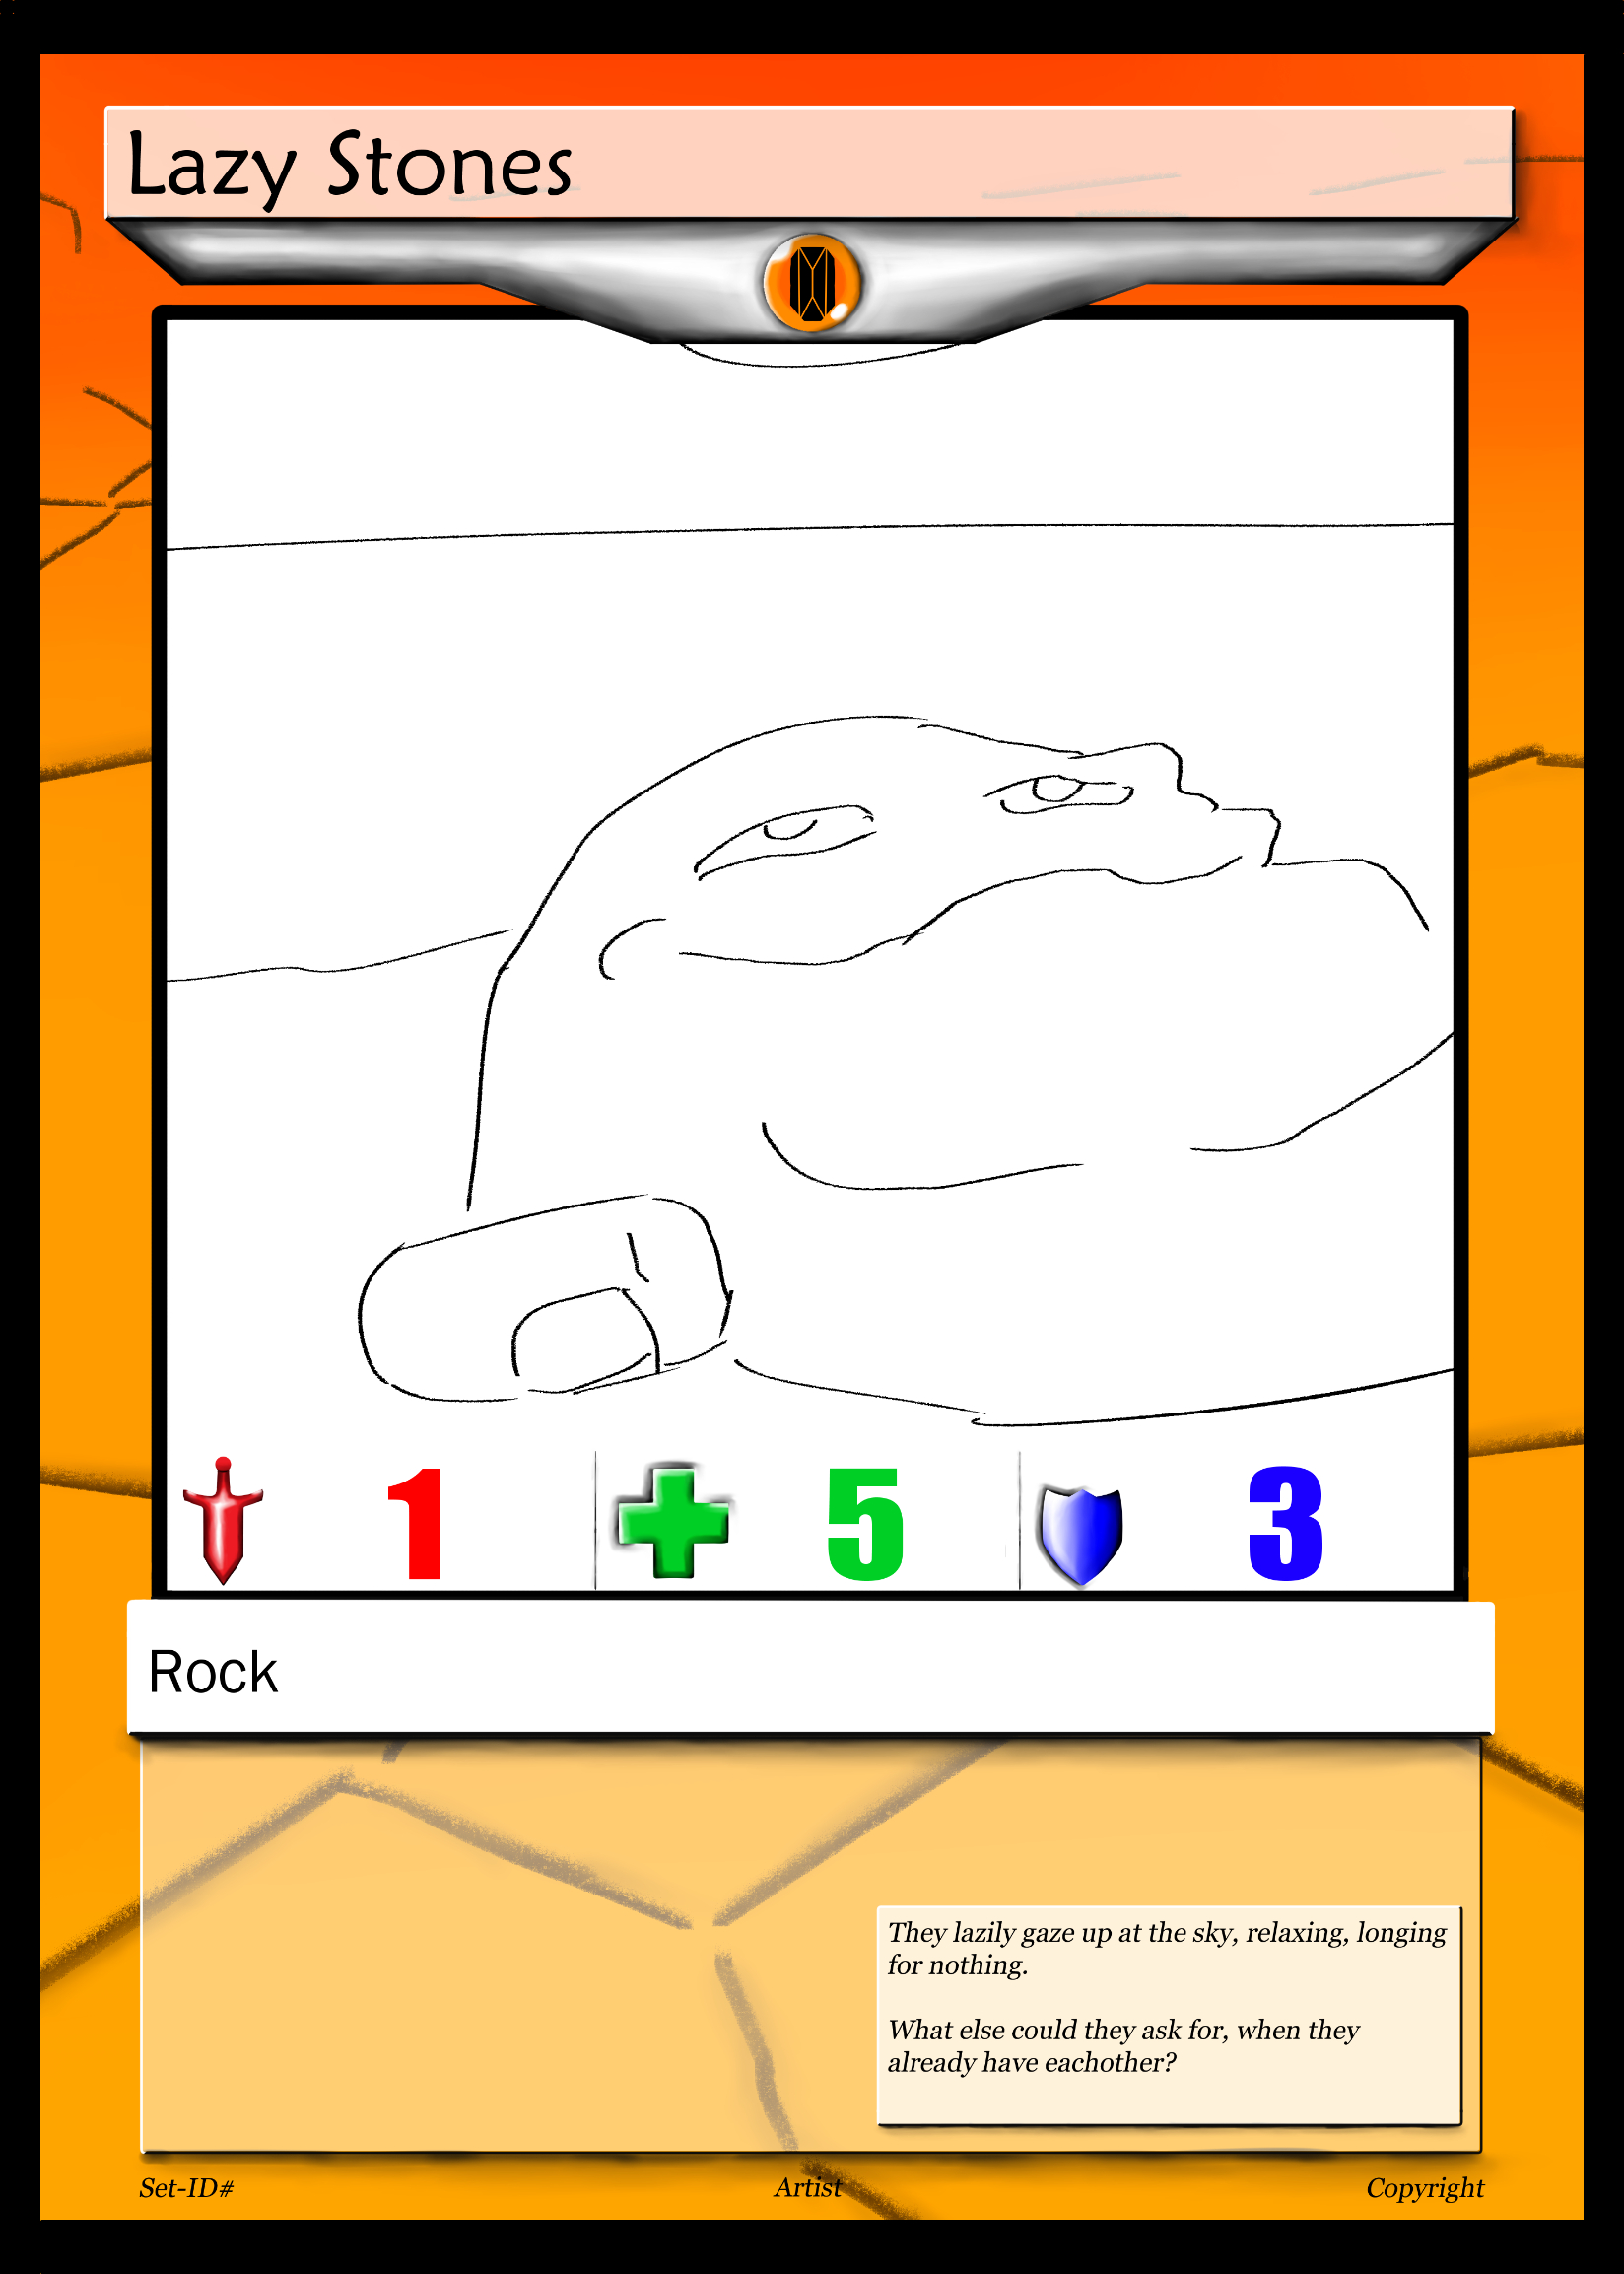 Lazy Stones
1
5
3
Rock
They lazily gaze up at the sky, relaxing, longing
for nothing.
What else could they ask for, when they
already have eachother?
Set-ID#
Artist
Copyright